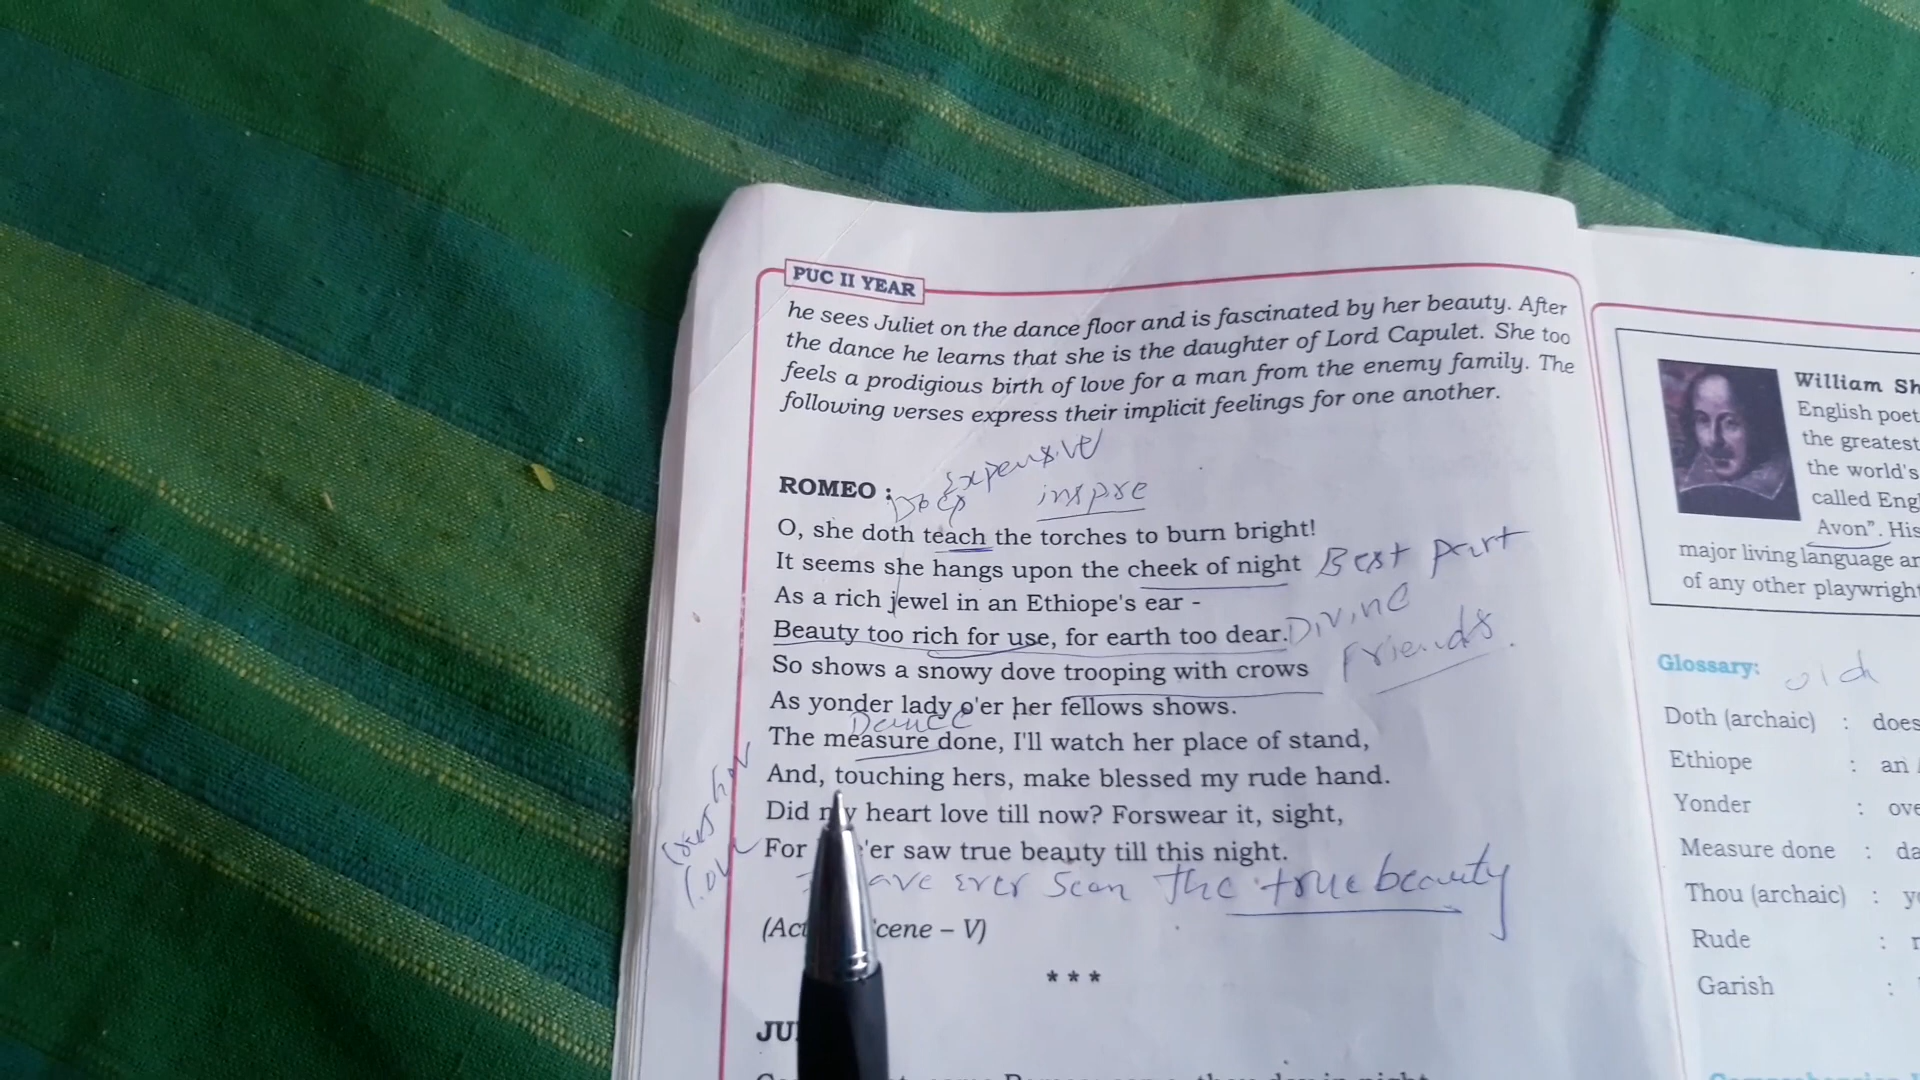 PUC II YEAR
he sees Juliet on the dance floor and is fascinated by her beauty. After
the dance he learns that she is the daughter of Lord Capulet. She too
feels a prodigious birth of love for a man from the enemy family. The
following verses express their implicit feelings for one another.
Expensive
ROMEO :
Does inspre
O, she doth teach the torches to burn bright!
It seems she hangs upon the cheek of night Best part
As a rich jewel in an Ethiope's ear -
Beauty too rich for use, for earth too dear. Divine
So shows a snowy dove trooping with crows Friends.
As yonder lady o'er her fellows shows.
Dance
The measure done, I'll watch her place of stand,
And, touching hers, make blessed my rude hand.
Did my heart love till now? Forswear it, sight,
For 'er saw true beauty till this night.
ave ever seen the true beauty
(Act cene – V)
* * *
JU
William Sh
English poet
the greatest
the world's
called Eng
Avon". His
major living language an
of any other playwright
Glossary: old
Doth (archaic) : does
Ethiope : an
Yonder : ove
Measure done : da
Thou (archaic) : y
Rude :
Garish :